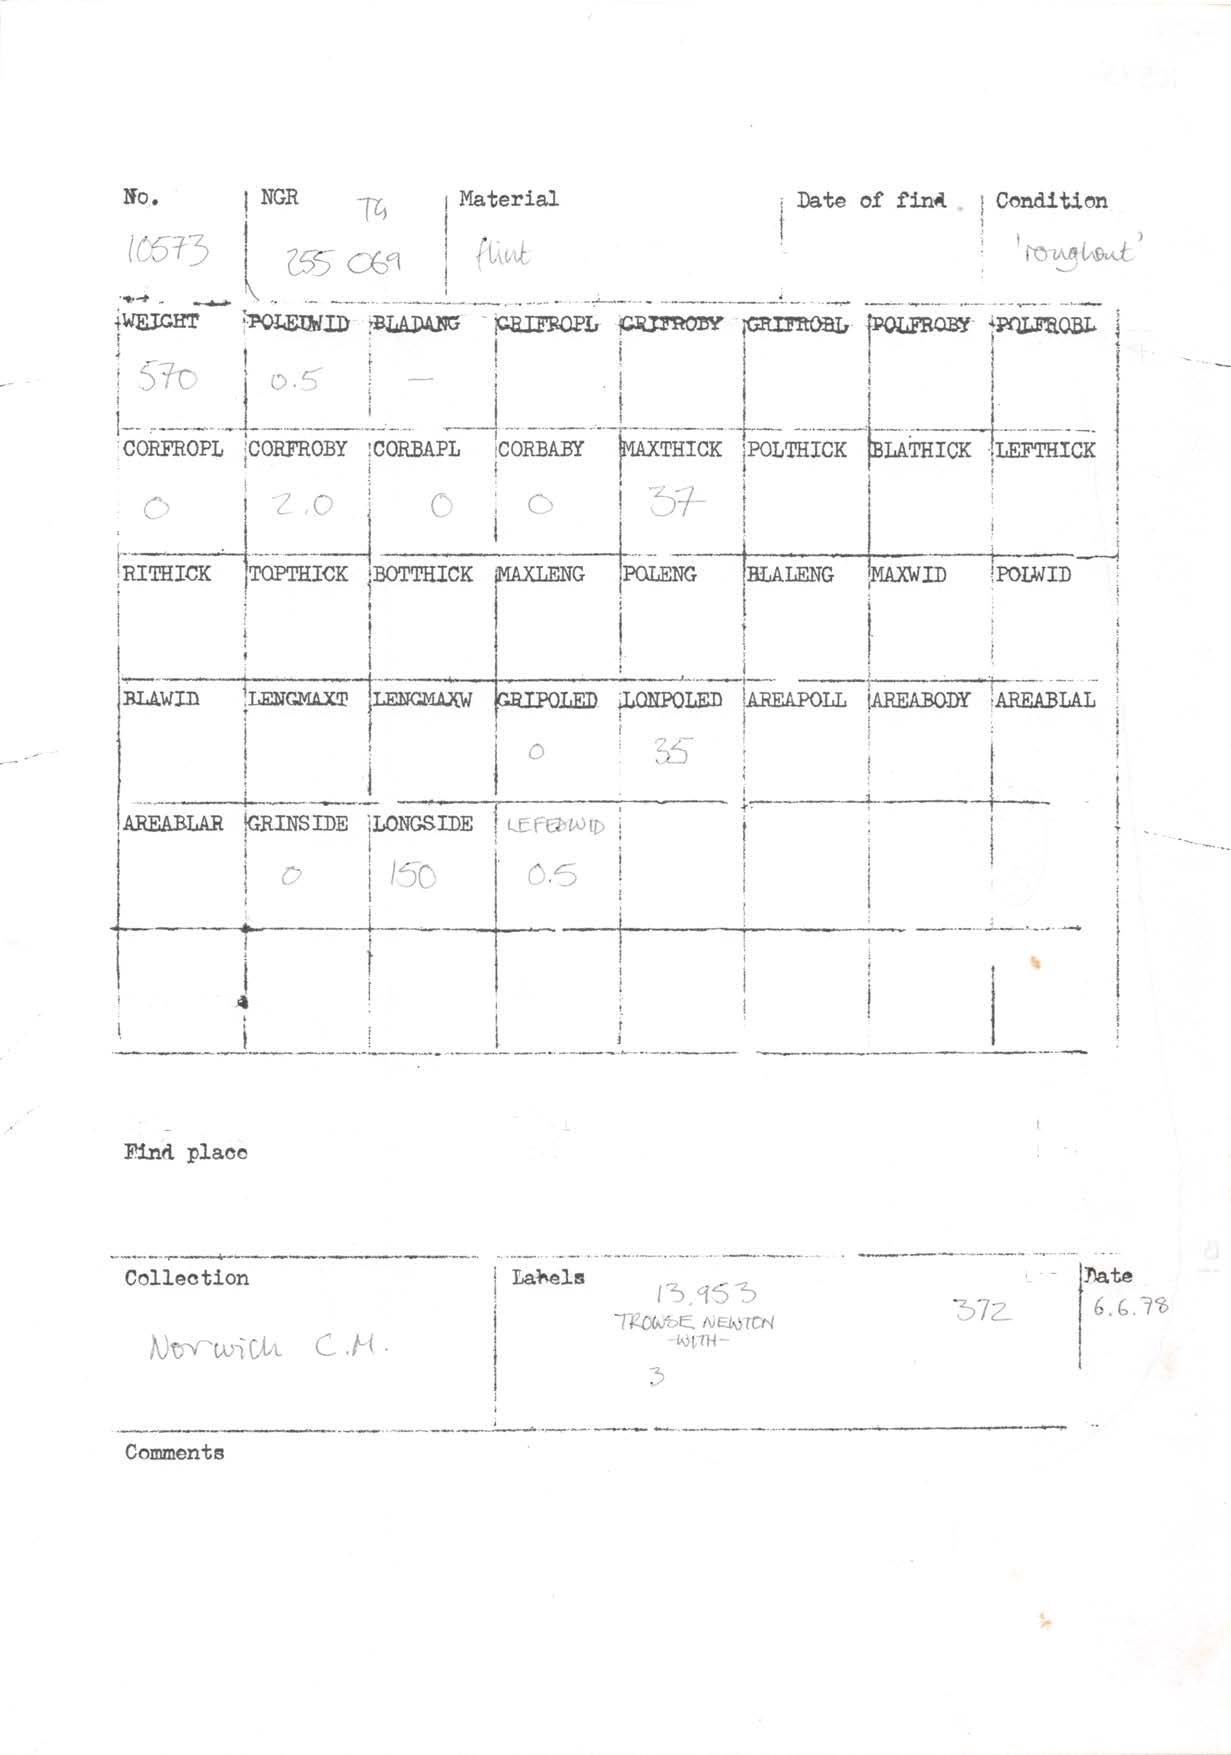 No. NGR TG Material Date of find. Condition
10573 255 069 flint 'roughout'
WEIGHT POLEDWID BLADANG GRIFROPL GRIFROBY GRIFROBL POLFROBY POLFROBL
570 0.5 —
CORFROPL CORFROBY CORBAPL CORBABY MAXTHICK POLTHICK BLATHICK LEFTHICK
0 2.0 0 0 37
RITHICK TOPTHICK BOTTHICK MAXLENG POLENG BLALENG MAXWID POLWID
BLAWID LENGMAXT LENGMAXW GRIPOLED LONPOLED AREAPOLL AREABODY AREABLAL
0 35
AREABLAR GRINSIDE LONGSIDE LEFEDWID
0 150 0.5
Find place
Collection Labels 13.953 Date
TROWSE NEWTON 372 6.6.78
Norwich C.M. -WITH-
3
Comments